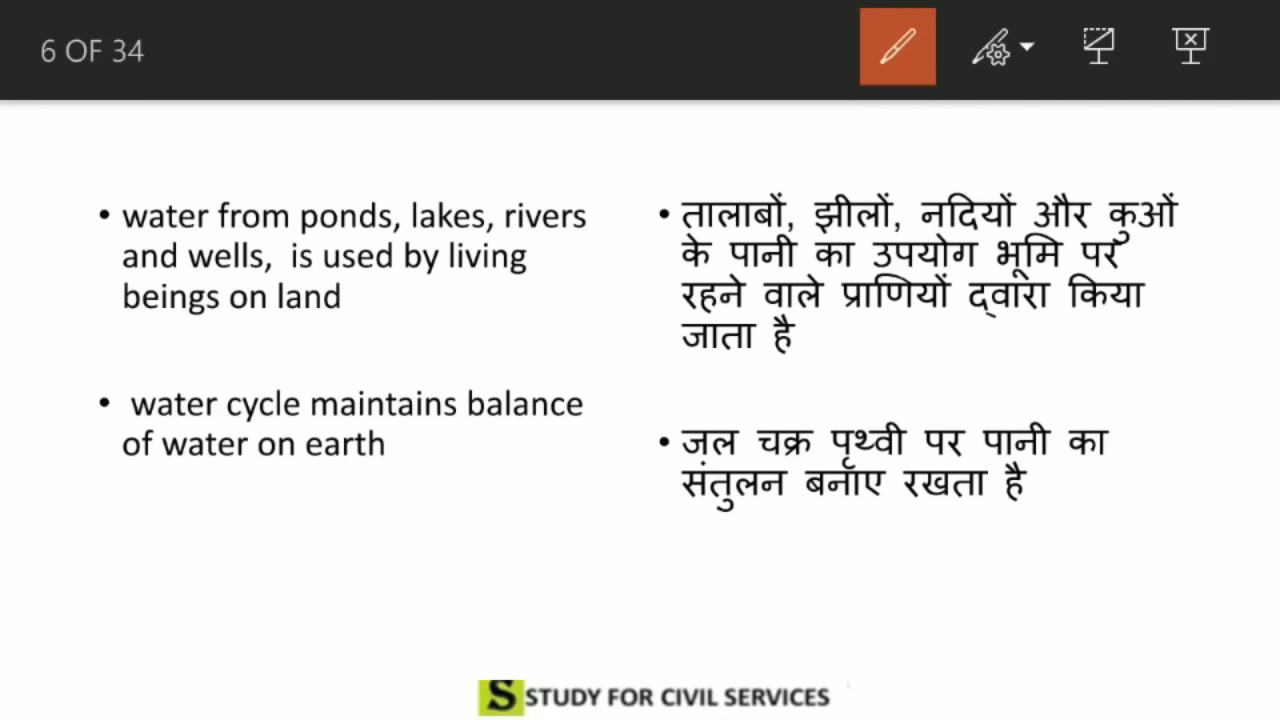 6 OF 34
• water from ponds, lakes, rivers
and wells,  is used by living
beings on land
•  water cycle maintains balance
of water on earth
• तालाबों, झीलों, नदियों और कुओं
के पानी का उपयोग भूमि पर
रहने वाले प्राणियों द्वारा किया
जाता है
• जल चक्र पृथ्वी पर पानी का
संतुलन बनाए रखता है
S STUDY FOR CIVIL SERVICES